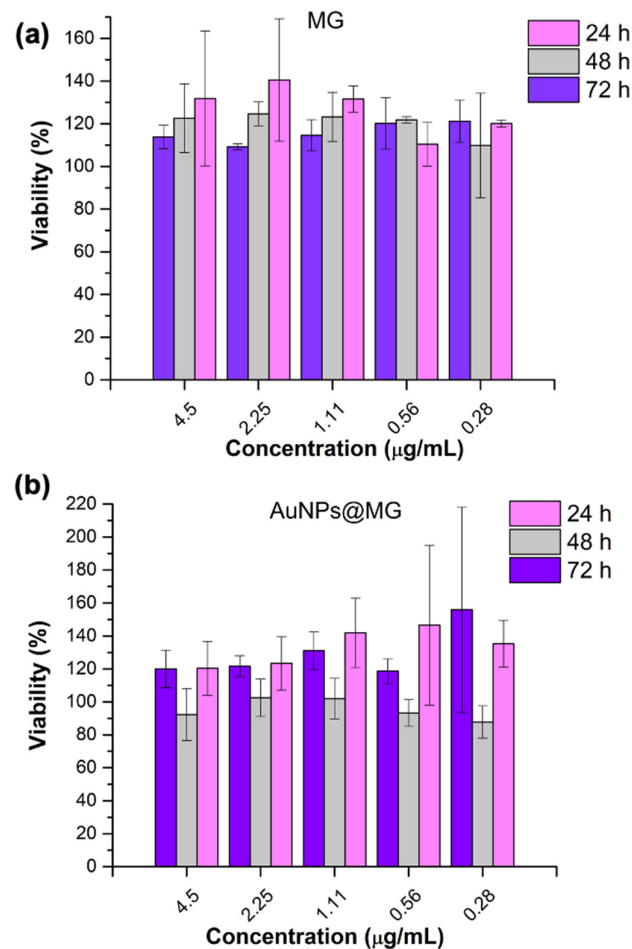 (a)
MG
24 h
48 h
72 h
Viability (%)
160
140
120
100
80
60
40
20
0
4.5
2.25
1.11
0.56
0.28
Concentration (μg/mL)
(b)
AuNPs@MG
24 h
48 h
72 h
Viability (%)
220
200
180
160
140
120
100
80
60
40
20
0
4.5
2.25
1.11
0.56
0.28
Concentration (μg/mL)